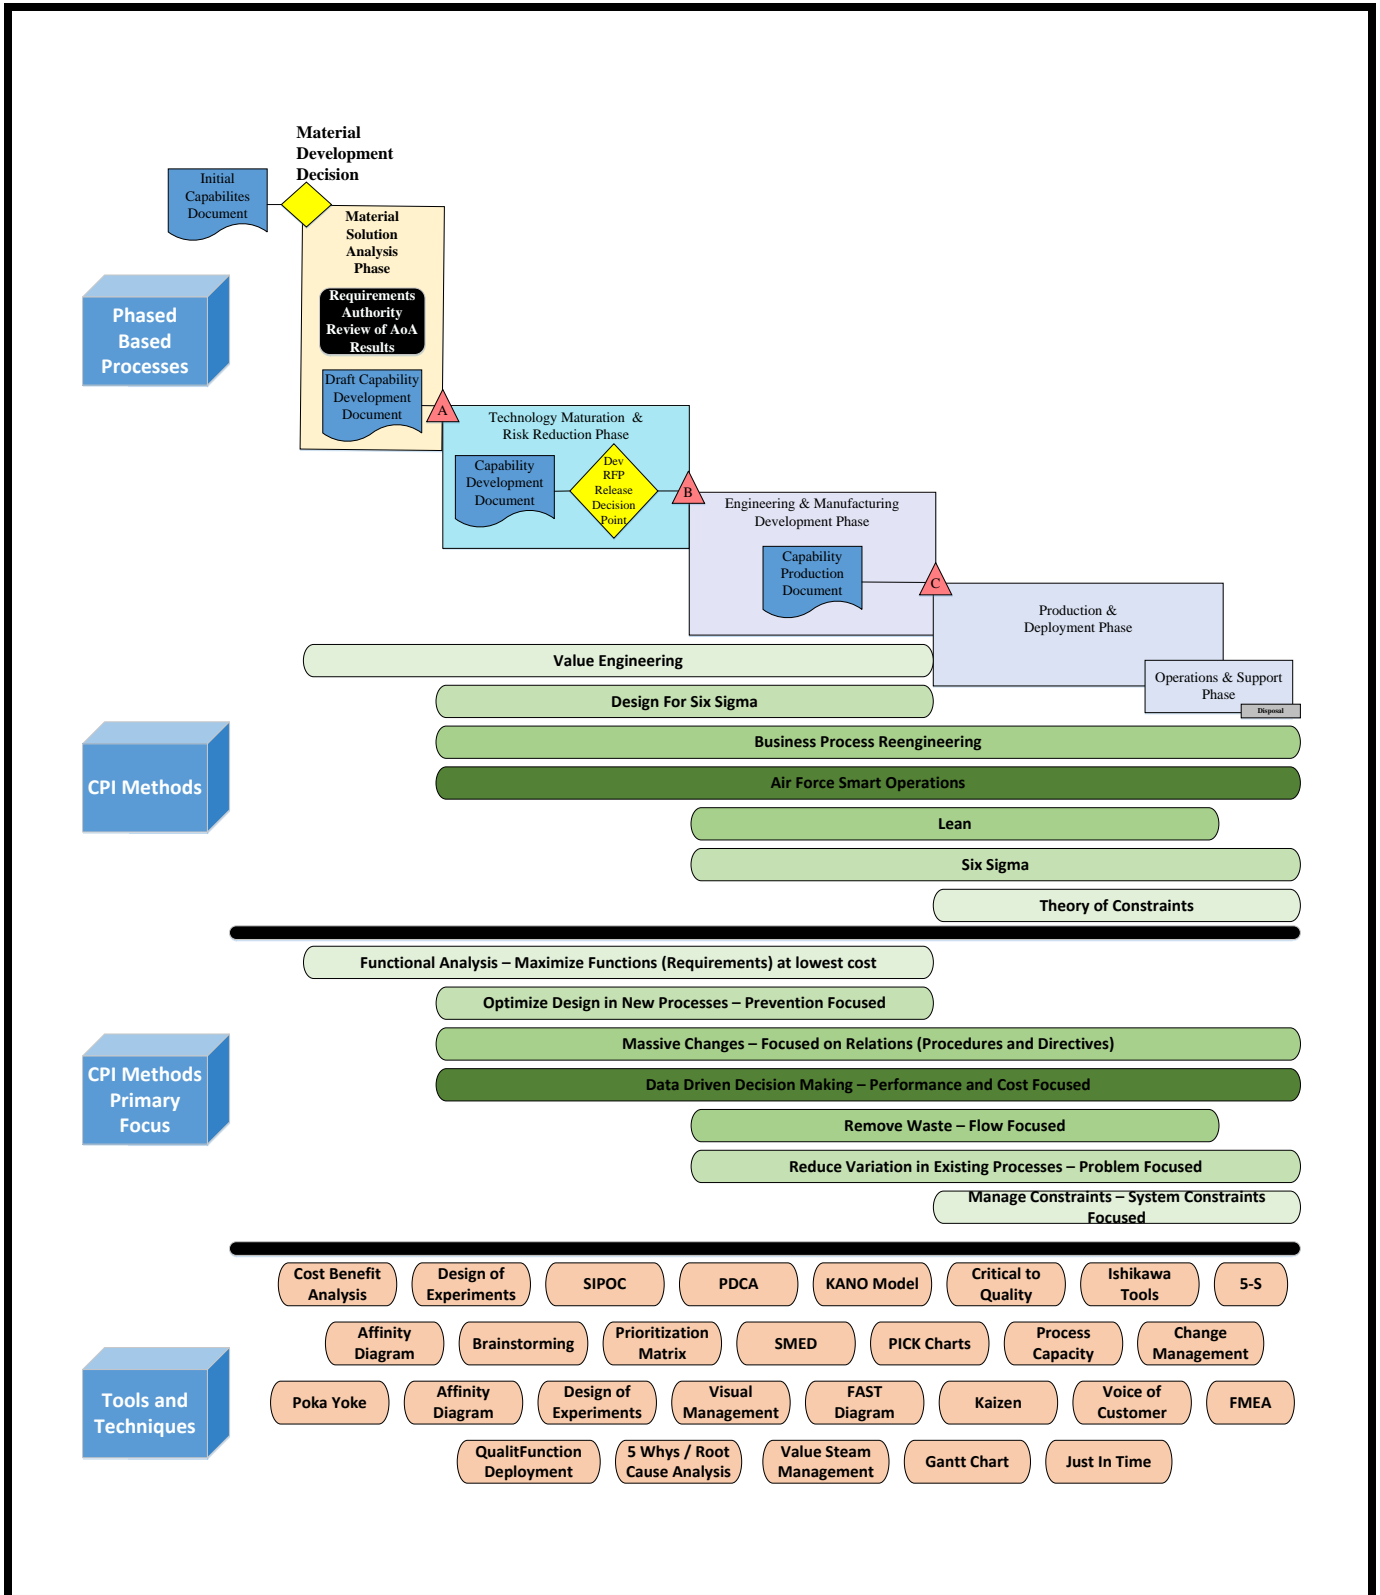 Material
Development
Decision
Initial
Capabilites
Document
Material
Solution
Analysis
Phase
Requirements
Authority
Review of AoA
Results
Draft Capability
Development
Document
A
Phased
Based
Processes
Technology Maturation &
Risk Reduction Phase
Capability
Development
Document
Dev
RFP
Release
Decision
Point
B
Engineering & Manufacturing
Development Phase
Capability
Production
Document
C
Production &
Deployment Phase
Operations & Support
Phase
Disposal
CPI Methods
Value Engineering
Design For Six Sigma
Business Process Reengineering
Air Force Smart Operations
Lean
Six Sigma
Theory of Constraints
CPI Methods
Primary
Focus
Functional Analysis – Maximize Functions (Requirements) at lowest cost
Optimize Design in New Processes – Prevention Focused
Massive Changes – Focused on Relations (Procedures and Directives)
Data Driven Decision Making – Performance and Cost Focused
Remove Waste – Flow Focused
Reduce Variation in Existing Processes – Problem Focused
Manage Constraints – System Constraints
Focused
Tools and
Techniques
Cost Benefit
Analysis
Design of
Experiments
SIPOC
PDCA
KANO Model
Critical to
Quality
Ishikawa
Tools
5-S
Affinity
Diagram
Brainstorming
Prioritization
Matrix
SMED
PICK Charts
Process
Capacity
Change
Management
Poka Yoke
Affinity
Diagram
Design of
Experiments
Visual
Management
FAST
Diagram
Kaizen
Voice of
Customer
FMEA
QualitFunction
Deployment
5 Whys / Root
Cause Analysis
Value Steam
Management
Gantt Chart
Just In Time